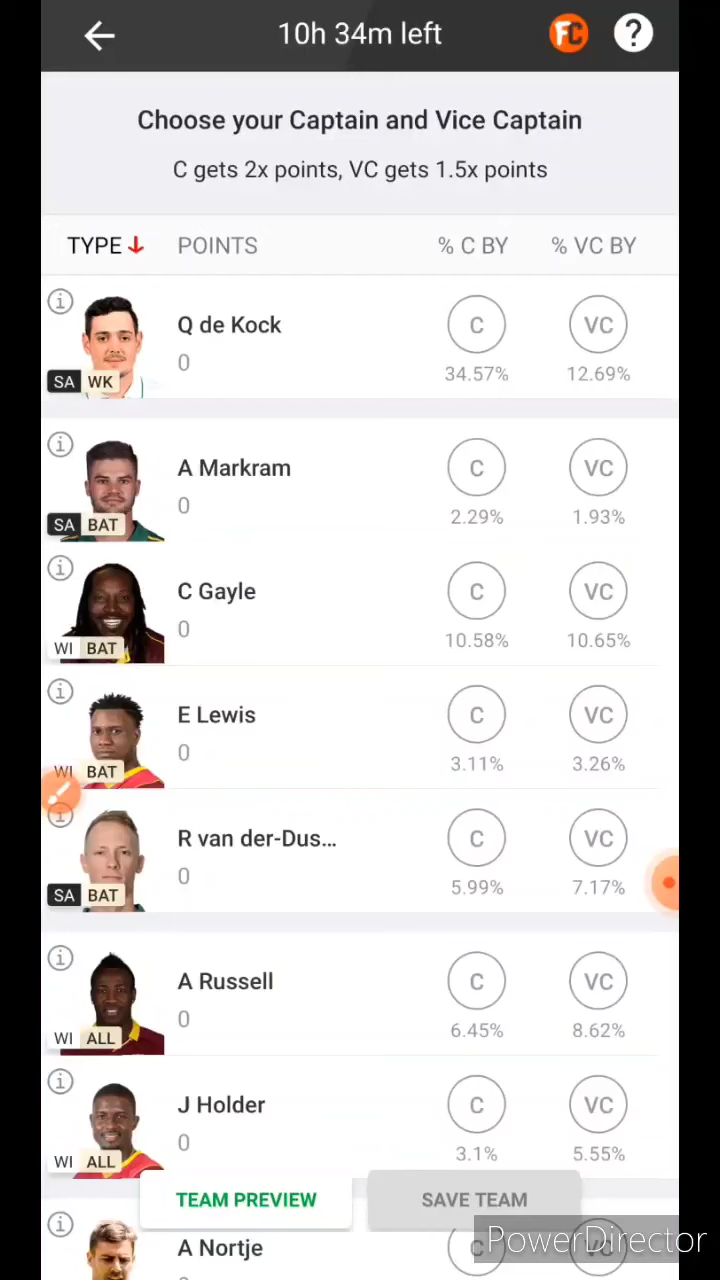 10h 34m left
FC
?
Choose your Captain and Vice Captain
C gets 2x points, VC gets 1.5x points
TYPE POINTS % C BY % VC BY
Q de Kock
0
C VC
34.57% 12.69%
SA WK
A Markram
0
C VC
2.29% 1.93%
SA BAT
C Gayle
0
C VC
10.58% 10.65%
WI BAT
E Lewis
0
C VC
3.11% 3.26%
WI BAT
R van der-Dus...
0
C VC
5.99% 7.17%
SA BAT
A Russell
0
C VC
6.45% 8.62%
WI ALL
J Holder
0
C VC
3.1% 5.55%
WI ALL
TEAM PREVIEW SAVE TEAM
A Nortje
C VC
PowerDirector